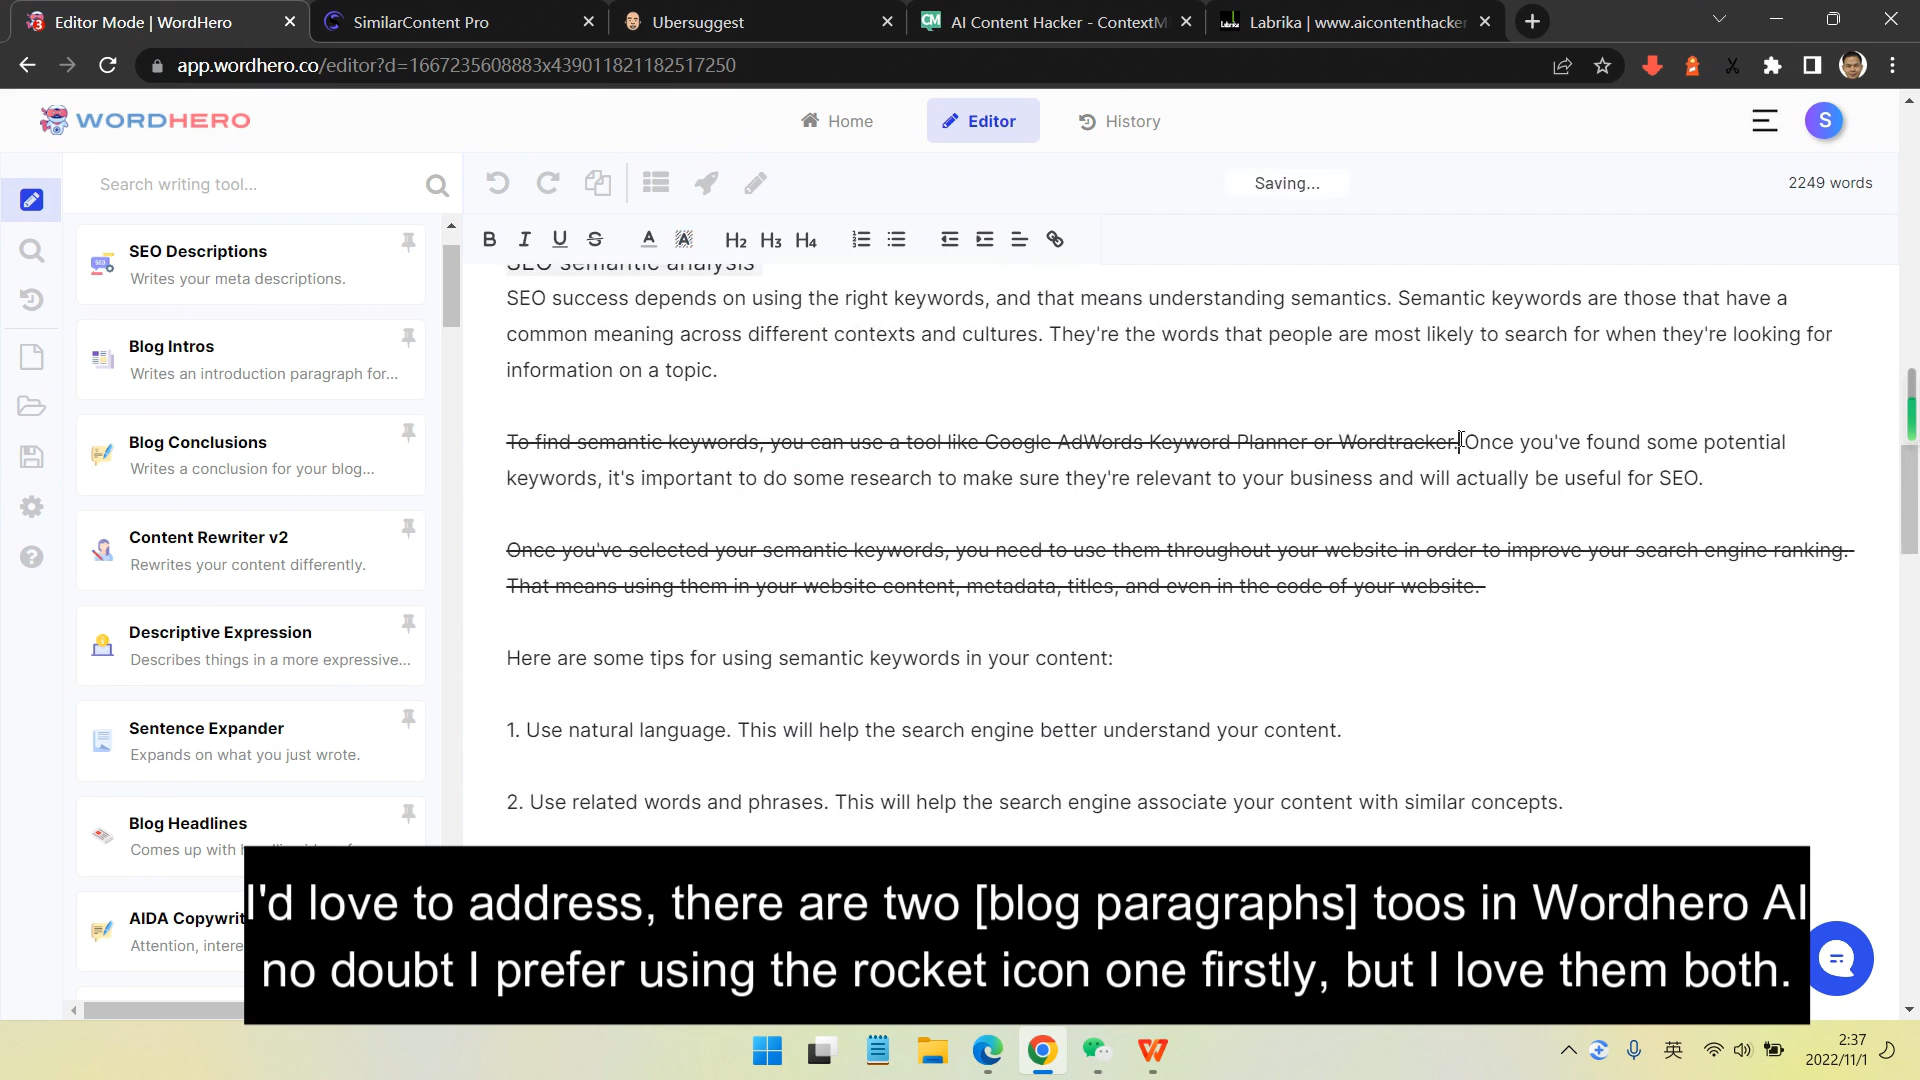 Editor Mode | WordHero
SimilarContent Pro
Ubersuggest
AI Content Hacker - ContextM
Labrika | www.aicontenthacker
app.wordhero.co/editor?d=1667235608883x439011821182517250
WORDHERO
Home
Editor
History
S
Search writing tool...
Saving...
2249 words
B I U S A A H2 H3 H4
SEO Descriptions
Writes your meta descriptions.
Blog Intros
Writes an introduction paragraph for...
Blog Conclusions
Writes a conclusion for your blog...
Content Rewriter v2
Rewrites your content differently.
Descriptive Expression
Describes things in a more expressive...
Sentence Expander
Expands on what you just wrote.
Blog Headlines
Comes up with
AIDA Copywrit
Attention, intere
SEO semantic analysis
SEO success depends on using the right keywords, and that means understanding semantics. Semantic keywords are those that have a
common meaning across different contexts and cultures. They're the words that people are most likely to search for when they're looking for
information on a topic.
To find semantic keywords, you can use a tool like Google AdWords Keyword Planner or Wordtracker. Once you've found some potential
keywords, it's important to do some research to make sure they're relevant to your business and will actually be useful for SEO.
Once you've selected your semantic keywords, you need to use them throughout your website in order to improve your search engine ranking.
That means using them in your website content, metadata, titles, and even in the code of your website.
Here are some tips for using semantic keywords in your content:
1. Use natural language. This will help the search engine better understand your content.
2. Use related words and phrases. This will help the search engine associate your content with similar concepts.
I'd love to address, there are two [blog paragraphs] toos in Wordhero AI
no doubt I prefer using the rocket icon one firstly, but I love them both.
英
2:37
2022/11/1